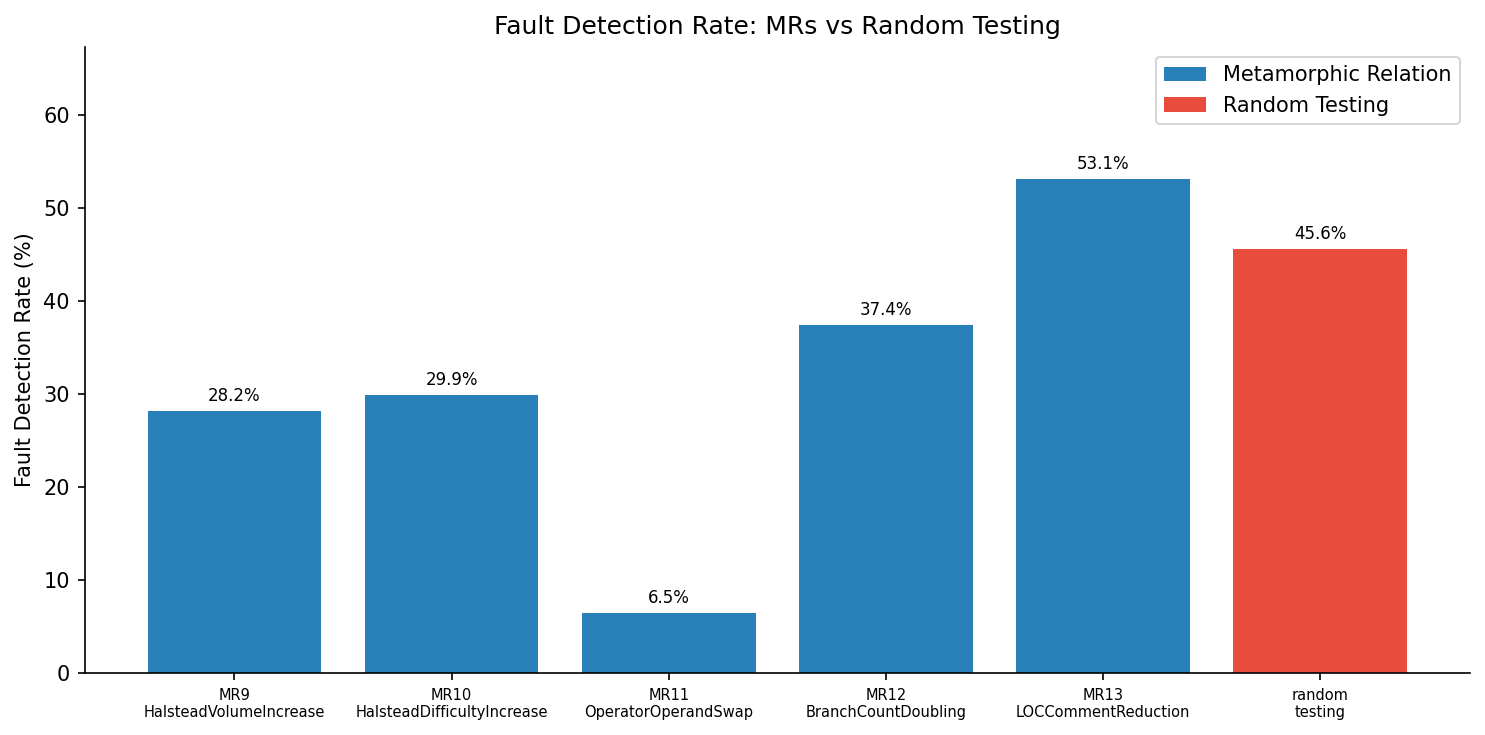 Fault Detection Rate: MRs vs Random Testing
Metamorphic Relation
Random Testing
Fault Detection Rate (%)
60
50
40
30
20
10
0
28.2%
29.9%
6.5%
37.4%
53.1%
45.6%
MR9
HalsteadVolumeIncrease
MR10
HalsteadDifficultyIncrease
MR11
OperatorOperandSwap
MR12
BranchCountDoubling
MR13
LOCCommentReduction
random
testing